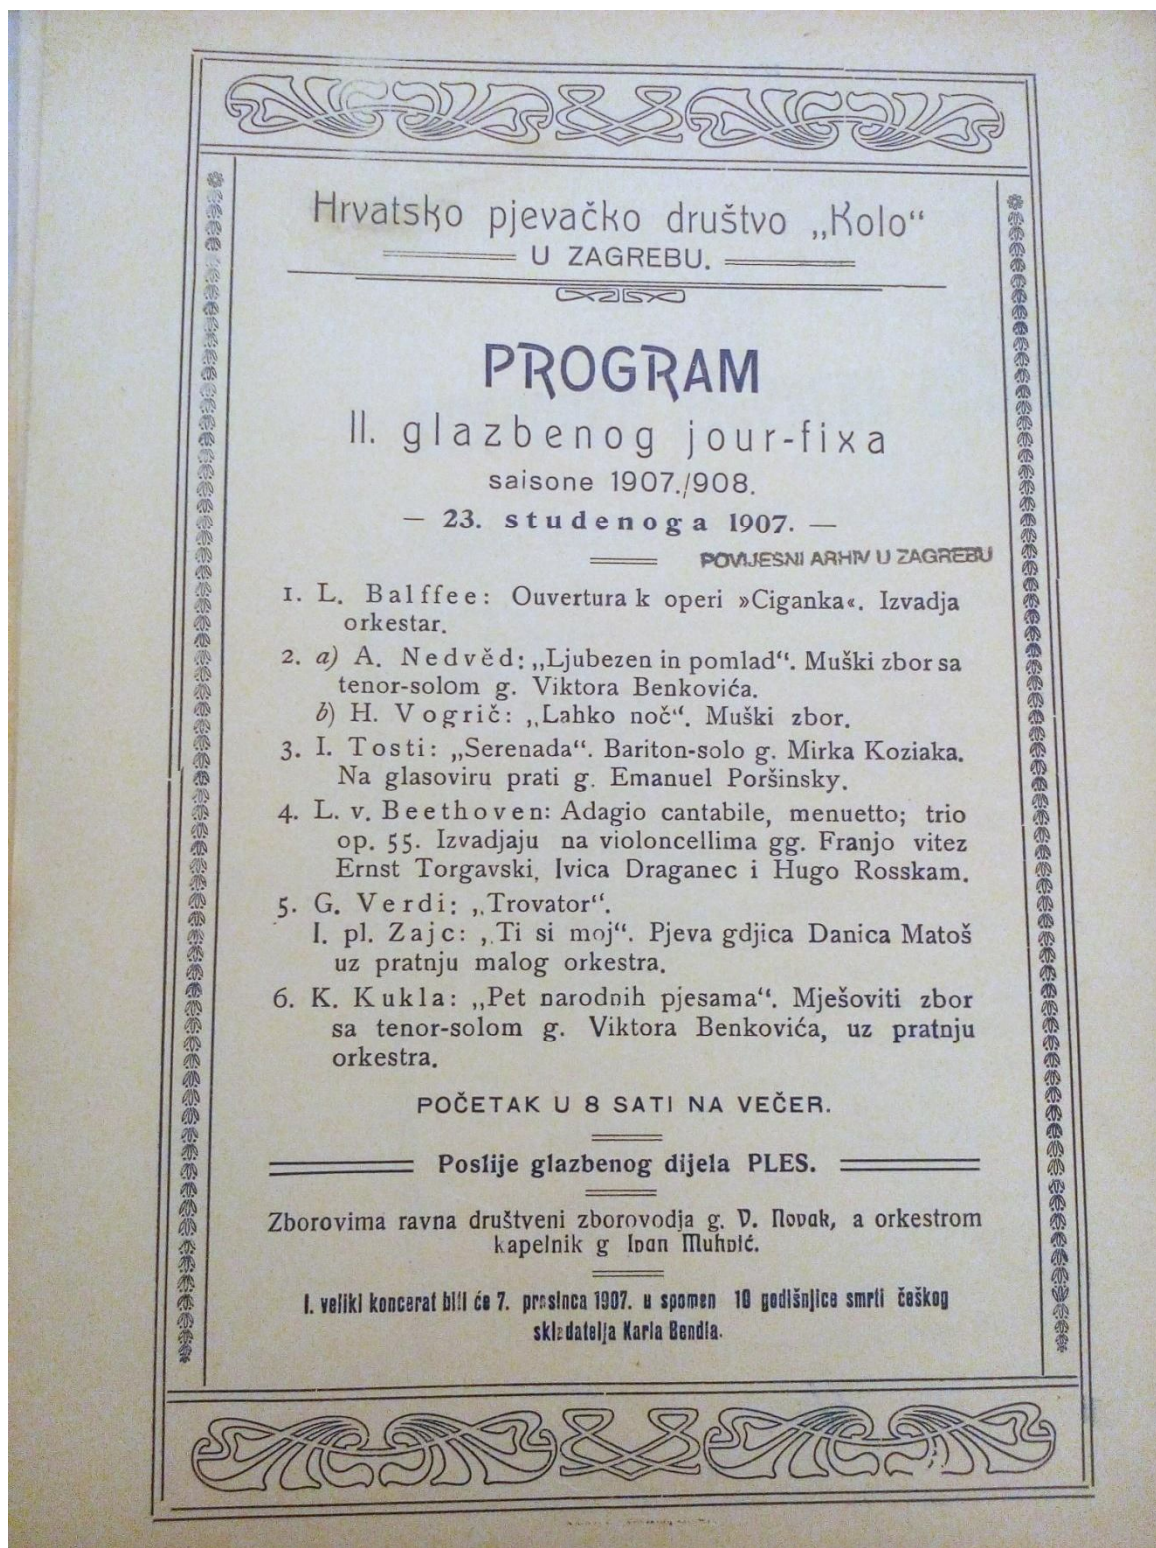 Hrvatsko pjevačko društvo „Kolo“
U ZAGREBU.
PROGRAM
II. glazbenog jour-fixa
saisone 1907./908.
— 23. studenoga 1907. —
POVIJESNI ARHIV U ZAGREBU
1. L. Balffee: Ouvertura k operi »Ciganka«. Izvadja
orkestar.
2. a) A. Nedvěd: „Ljubezen in pomlad“. Muški zbor sa
tenor-solom g. Viktora Benkovića.
b) H. Vogrič: „Lahko noč“. Muški zbor.
3. I. Tosti: „Serenada“. Bariton-solo g. Mirka Koziaka.
Na glasoviru prati g. Emanuel Poršinsky.
4. L. v. Beethoven: Adagio cantabile, menuetto; trio
op. 55. Izvadjaju na violoncellima gg. Franjo vitez
Ernst Torgavski, Ivica Draganec i Hugo Rosskam.
5. G. Verdi: „Trovator“.
I. pl. Zajc: „Ti si moj“. Pjeva gdjica Danica Matoš
uz pratnju malog orkestra.
6. K. Kukla: „Pet narodnih pjesama“. Mješoviti zbor
sa tenor-solom g. Viktora Benkovića, uz pratnju
orkestra.
POČETAK U 8 SATI NA VEČER.
Poslije glazbenog dijela PLES.
Zborovima ravna društveni zborovodja g. V. Novak, a orkestrom
kapelnik g Ivan Muhvić.
I. veliki koncerat biti će 7. prosinca 1907. u spomen 10 godišnjice smrti češkog
skladatelja Karla Bendla.